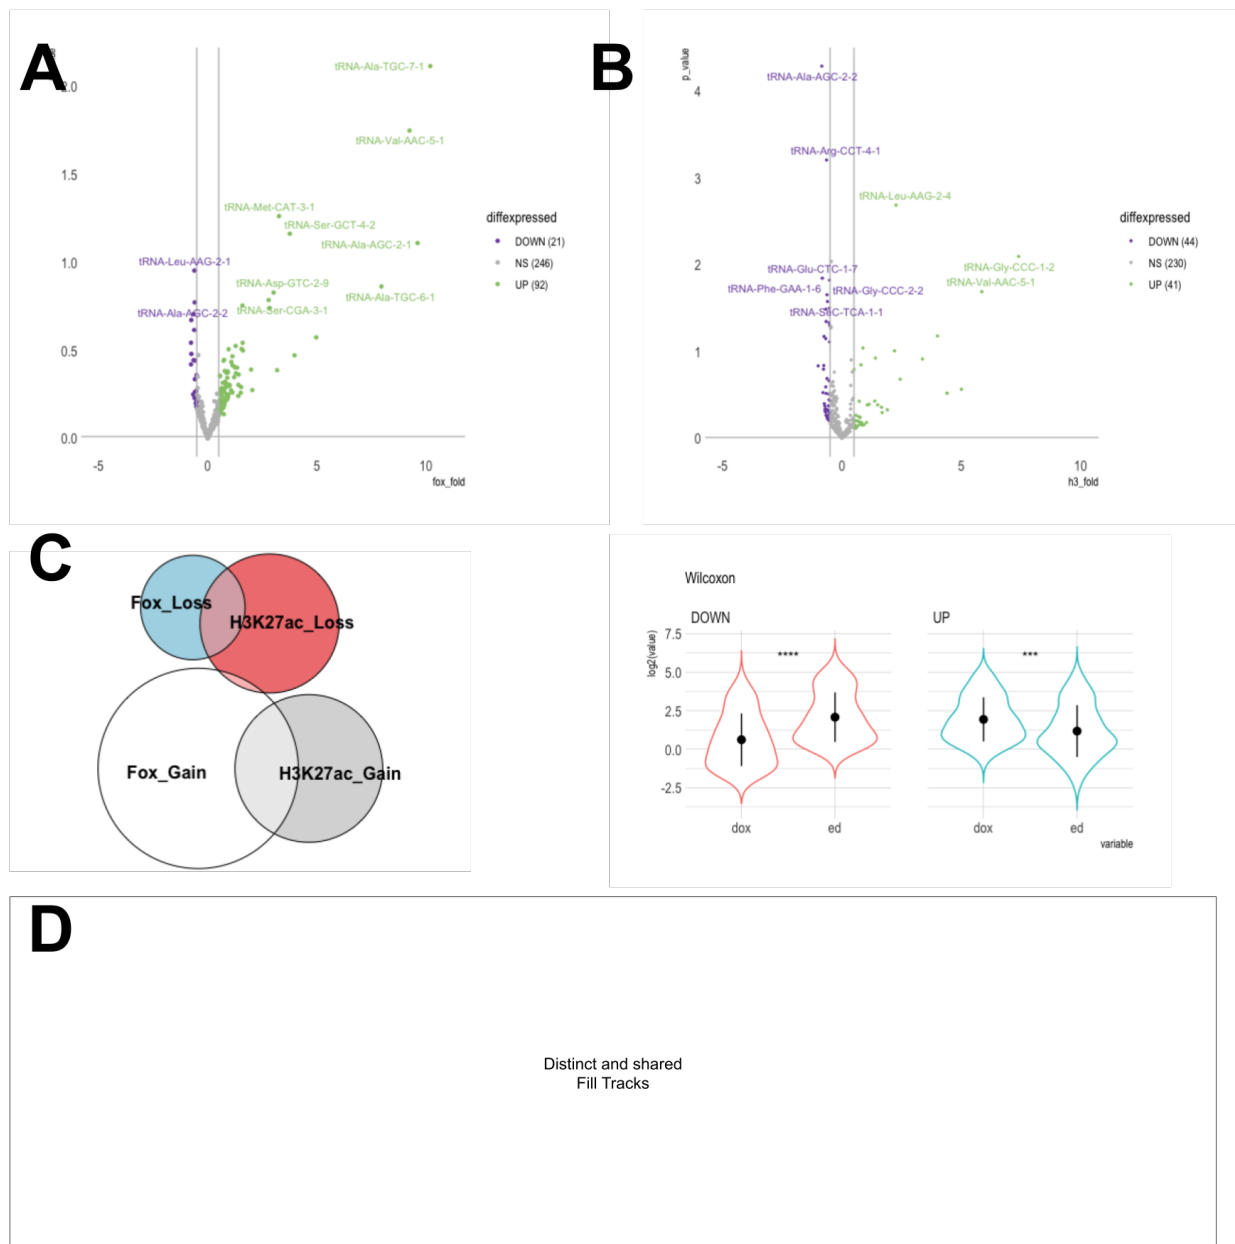 A
2.0
1.5
1.0
0.5
0.0
-5
0
5
10
fox_fold
tRNA-Ala-TGC-7-1
tRNA-Val-AAC-5-1
tRNA-Met-CAT-3-1
tRNA-Ser-GCT-4-2
tRNA-Ala-AGC-2-1
tRNA-Leu-AAG-2-1
tRNA-Asp-GTC-2-9
tRNA-Ala-TGC-6-1
tRNA-Ala-AGC-2-2
tRNA-Ser-CGA-3-1
diffexpressed
DOWN (21)
NS (246)
UP (92)
B
p_value
4
3
2
1
0
-5
0
5
10
h3_fold
tRNA-Ala-AGC-2-2
tRNA-Arg-CCT-4-1
tRNA-Leu-AAG-2-4
tRNA-Glu-CTC-1-7
tRNA-Gly-CCC-1-2
tRNA-Val-AAC-5-1
tRNA-Phe-GAA-1-6
tRNA-Gly-CCC-2-2
tRNA-SeC-TCA-1-1
diffexpressed
DOWN (44)
NS (230)
UP (41)
C
Fox_Loss
H3K27ac_Loss
Fox_Gain
H3K27ac_Gain
Wilcoxon
DOWN
UP
log2(value)
7.5
5.0
2.5
0.0
-2.5
****
***
dox
ed
dox
ed
variable
D
Distinct and shared
Fill Tracks